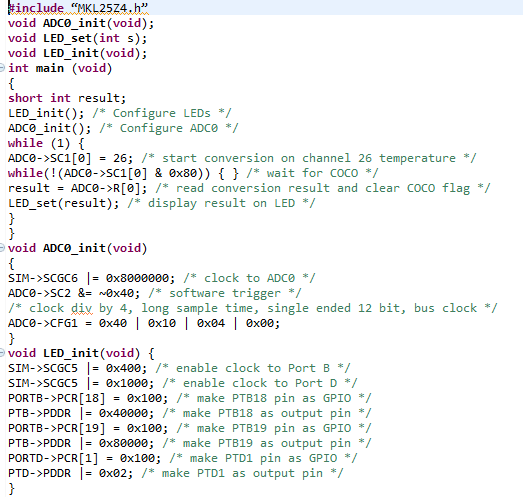 #include “MKL25Z4.h”
void ADC0_init(void);
void LED_set(int s);
void LED_init(void);
int main (void)
{
short int result;
LED_init(); /* Configure LEDs */
ADC0_init(); /* Configure ADC0 */
while (1) {
ADC0->SC1[0] = 26; /* start conversion on channel 26 temperature */
while(!(ADC0->SC1[0] & 0x80)) { } /* wait for COCO */
result = ADC0->R[0]; /* read conversion result and clear COCO flag */
LED_set(result); /* display result on LED */
}
}
void ADC0_init(void)
{
SIM->SCGC6 |= 0x8000000; /* clock to ADC0 */
ADC0->SC2 &= ~0x40; /* software trigger */
/* clock div by 4, long sample time, single ended 12 bit, bus clock */
ADC0->CFG1 = 0x40 | 0x10 | 0x04 | 0x00;
}
void LED_init(void) {
SIM->SCGC5 |= 0x400; /* enable clock to Port B */
SIM->SCGC5 |= 0x1000; /* enable clock to Port D */
PORTB->PCR[18] = 0x100; /* make PTB18 pin as GPIO */
PTB->PDDR |= 0x40000; /* make PTB18 as output pin */
PORTB->PCR[19] = 0x100; /* make PTB19 pin as GPIO */
PTB->PDDR |= 0x80000; /* make PTB19 as output pin */
PORTD->PCR[1] = 0x100; /* make PTD1 pin as GPIO */
PTD->PDDR |= 0x02; /* make PTD1 as output pin */
}